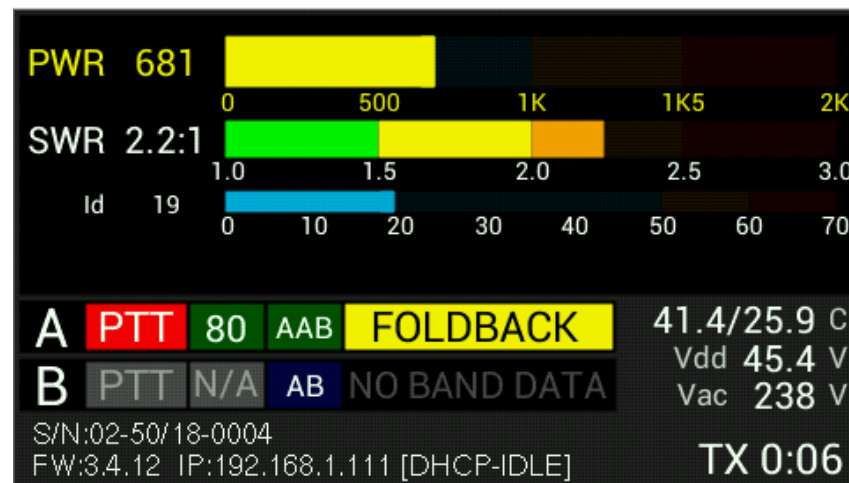 PWR 681
0 500 1K 1K5 2K
SWR 2.2:1
1.0 1.5 2.0 2.5 3.0
Id 19
0 10 20 30 40 50 60 70
A PTT 80 AAB FOLDBACK 41.4/25.9 C
Vdd 45.4 V
B PTT N/A AB NO BAND DATA Vac 238 V
S/N:02-50/18-0004
FW:3.4.12 IP:192.168.1.111 [DHCP-IDLE] TX 0:06